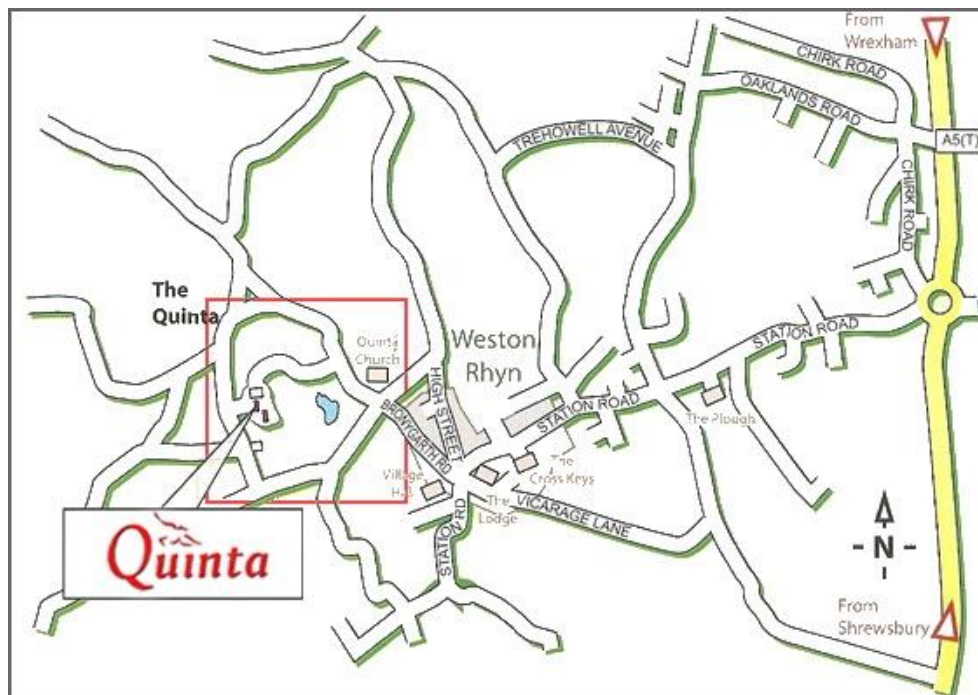 From
Wrexham
CHIRK ROAD
OAKLANDS ROAD
A5(T)
TREHOWELL AVENUE
CHIRK ROAD
The
Quinta
Quinta
Church
Weston
Rhyn
STATION ROAD
HIGH STREET
BRONYGARTH RD
STATION ROAD
The Plough
The
Cross Keys
Village
Hall
The
Lodge
VICARAGE LANE
STATION RD
Quinta
N
From
Shrewsbury